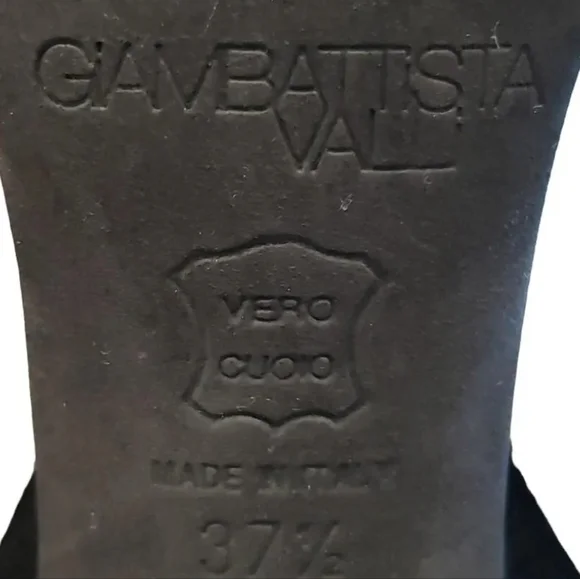 GiAMBATTiSTA
VALLI
VERO
CUOIO
MADE IN ITALY
37½